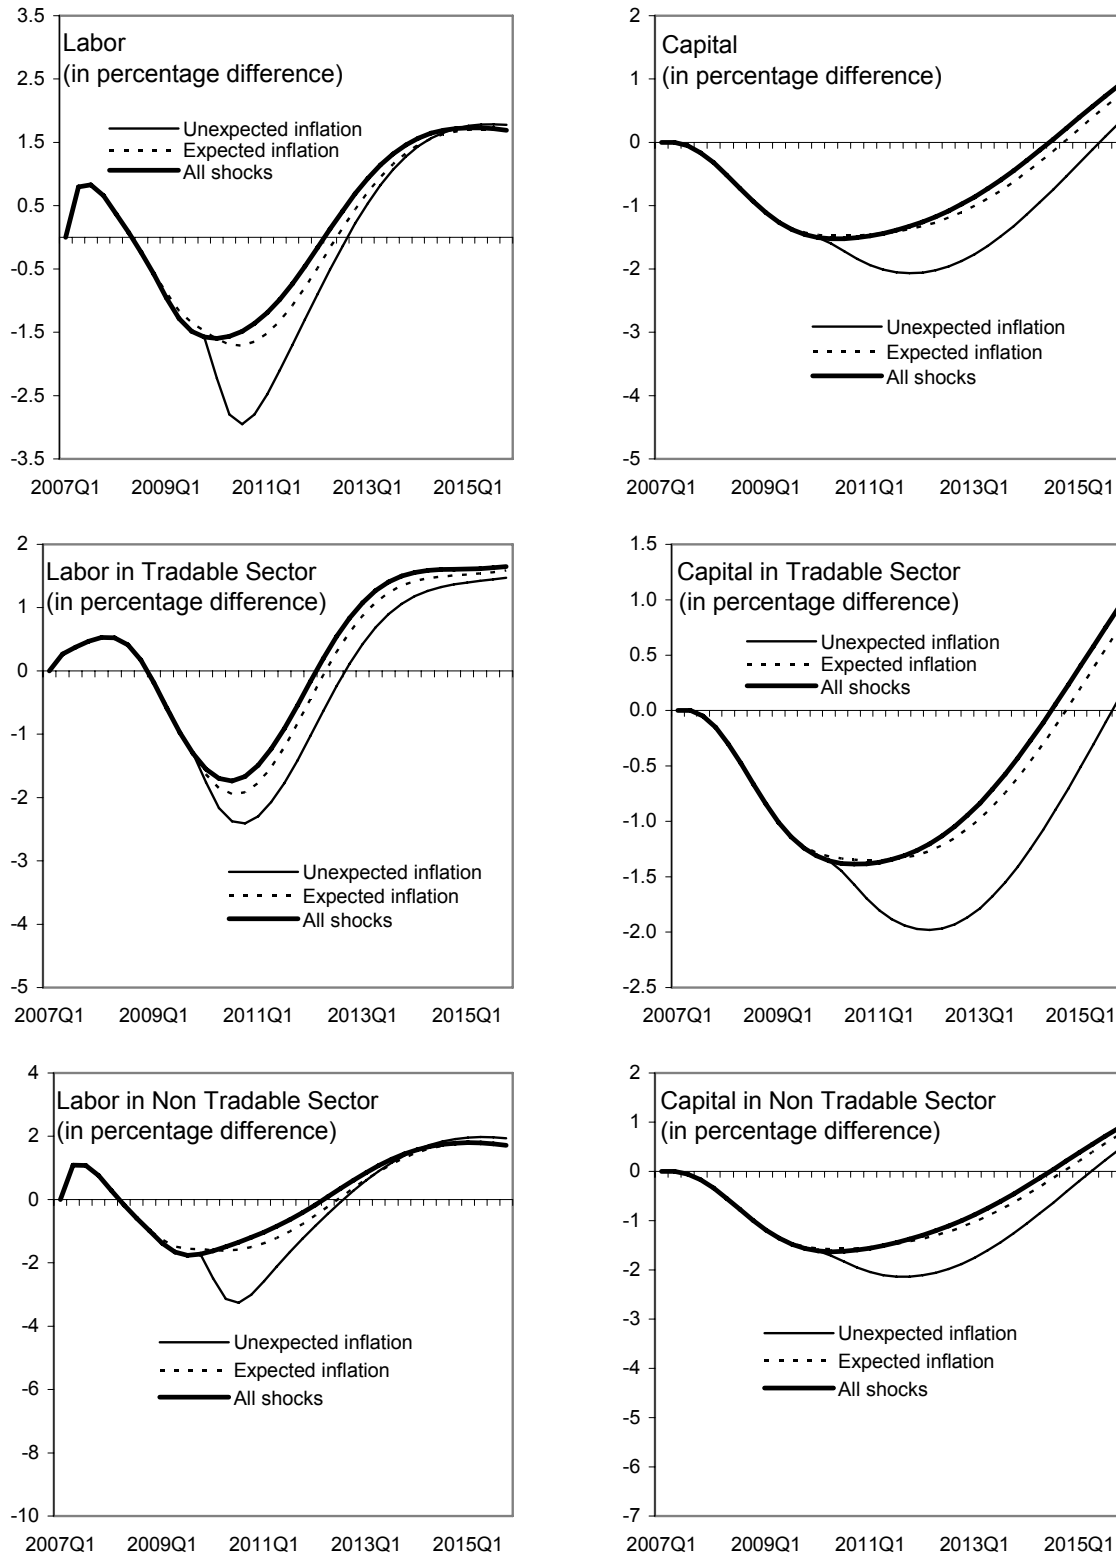 Labor
(in percentage difference)
3.5
2.5
1.5
0.5
-1.5
-2.5
-3.5
Unexpected inflation
Expected inflation
All shocks
2007Q1 2009Q1 2011Q1 2013Q1 2015Q1
Capital
(in percentage difference)
2
1
0
-1
-2
-3
-4
-5
Unexpected inflation
Expected inflation
All shocks
2007Q1 2009Q1 2011Q1 2013Q1 2015Q1
Labor in Tradable Sector
(in percentage difference)
2
1
0
-1
-2
-3
-4
-5
Unexpected inflation
Expected inflation
All shocks
2007Q1 2009Q1 2011Q1 2013Q1 2015Q1
Capital in Tradable Sector
(in percentage difference)
1.5
1.0
0.5
0.0
-0.5
-1.0
-1.5
-2.0
-2.5
Unexpected inflation
Expected inflation
All shocks
2007Q1 2009Q1 2011Q1 2013Q1 2015Q1
Labor in Non Tradable Sector
(in percentage difference)
4
2
0
-2
-4
-6
-8
-10
Unexpected inflation
Expected inflation
All shocks
2007Q1 2009Q1 2011Q1 2013Q1 2015Q1
Capital in Non Tradable Sector
(in percentage difference)
2
1
0
-1
-2
-3
-4
-5
-6
-7
Unexpected inflation
Expected inflation
All shocks
2007Q1 2009Q1 2011Q1 2013Q1 2015Q1